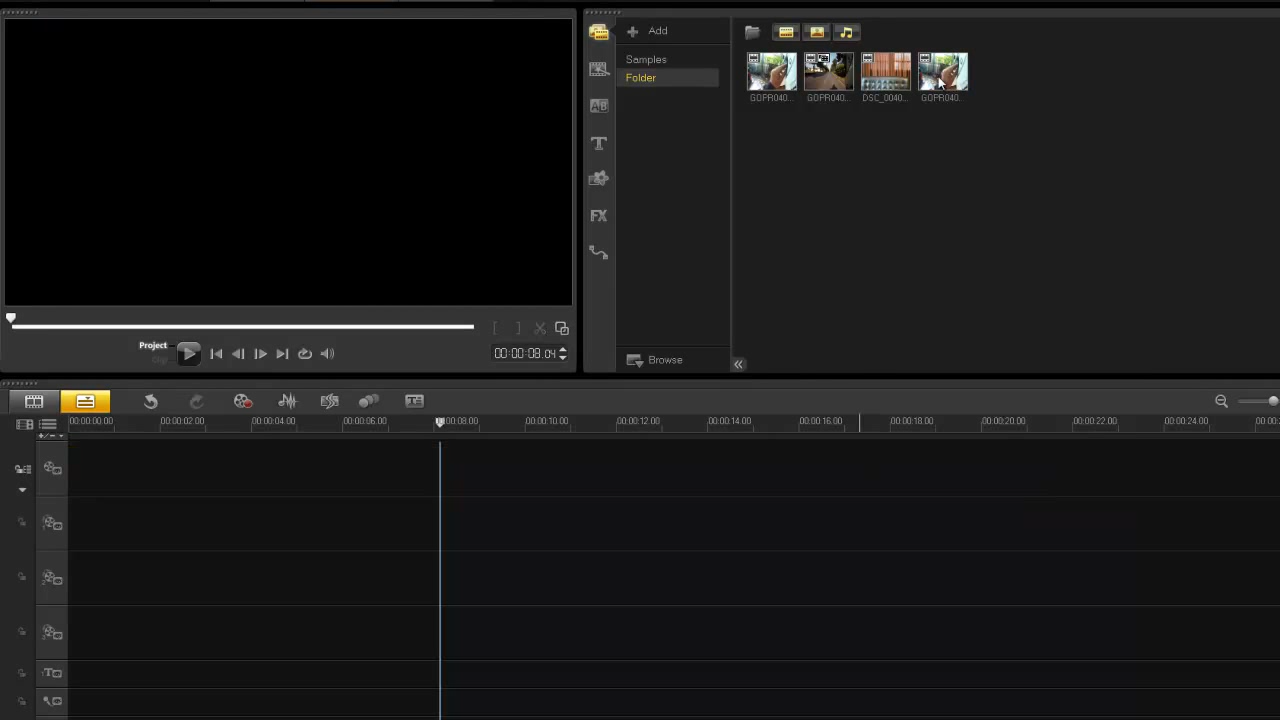 Add
Samples
Folder
GOPR040...
GOPR040...
DSC_0040...
GOPR040...
AB
T
FX
Browse
Project
Clip
00:00:08.04
00:00:00.00
00:00:02.00
00:00:04.00
00:00:06.00
00:00:08.00
00:00:10.00
00:00:12.00
00:00:14.00
00:00:16.00
00:00:18.00
00:00:20.00
00:00:22.00
00:00:24.00